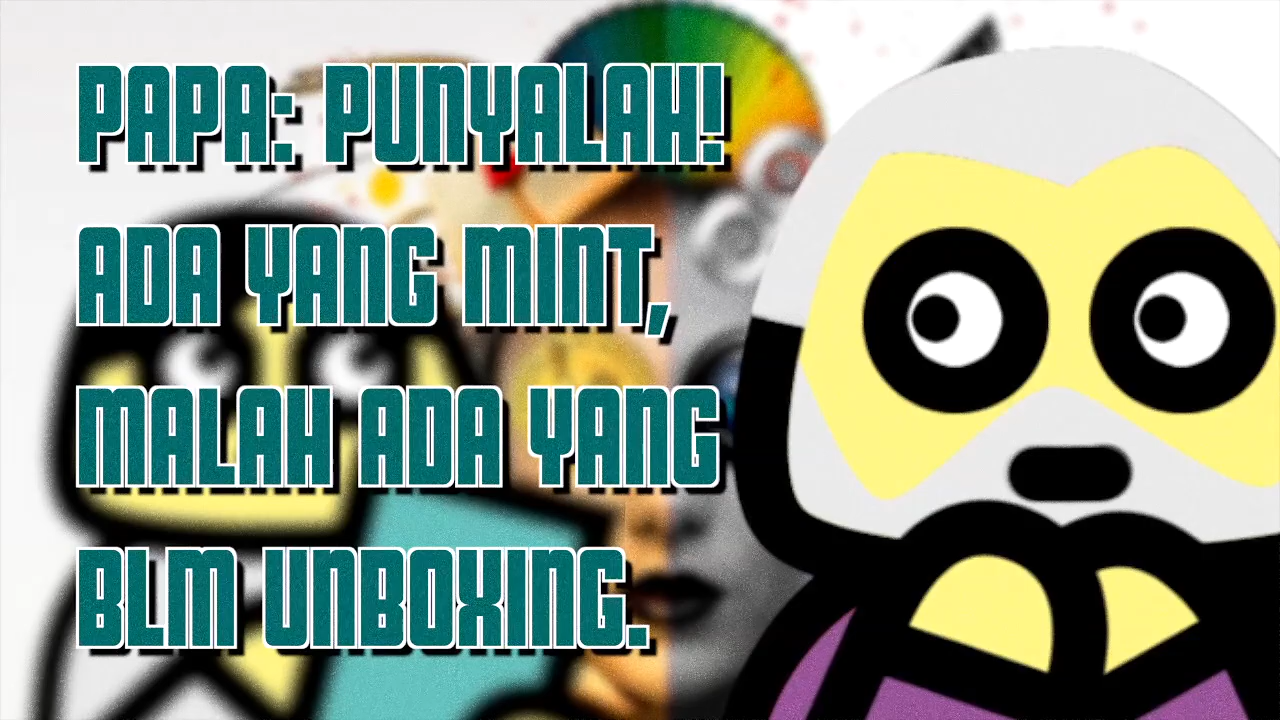 PAPA: PUNYALAH!
ADA YANG MINT,
MALAH ADA YANG
BLM UNBOXING.